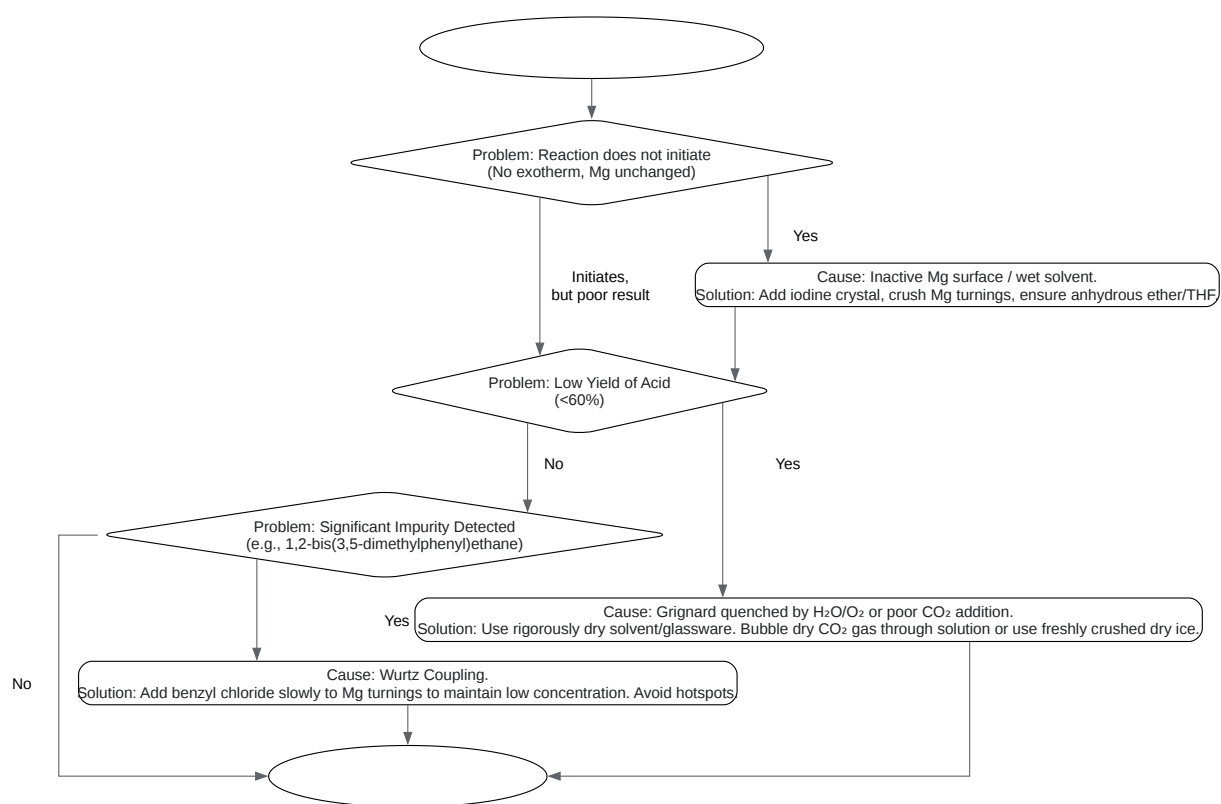 Problem: Reaction does not initiate
(No exotherm, Mg unchanged)
Yes
Initiates,
but poor result
Cause: Inactive Mg surface / wet solvent.
Solution: Add iodine crystal, crush Mg turnings, ensure anhydrous ether/THF.
Problem: Low Yield of Acid
(<60%)
No
Yes
Problem: Significant Impurity Detected
(e.g., 1,2-bis(3,5-dimethylphenyl)ethane)
Cause: Grignard quenched by H₂O/O₂ or poor CO₂ addition.
Solution: Use rigorously dry solvent/glassware. Bubble dry CO₂ gas through solution or use freshly crushed dry ice.
Yes
Cause: Wurtz Coupling.
Solution: Add benzyl chloride slowly to Mg turnings to maintain low concentration. Avoid hotspots.
No